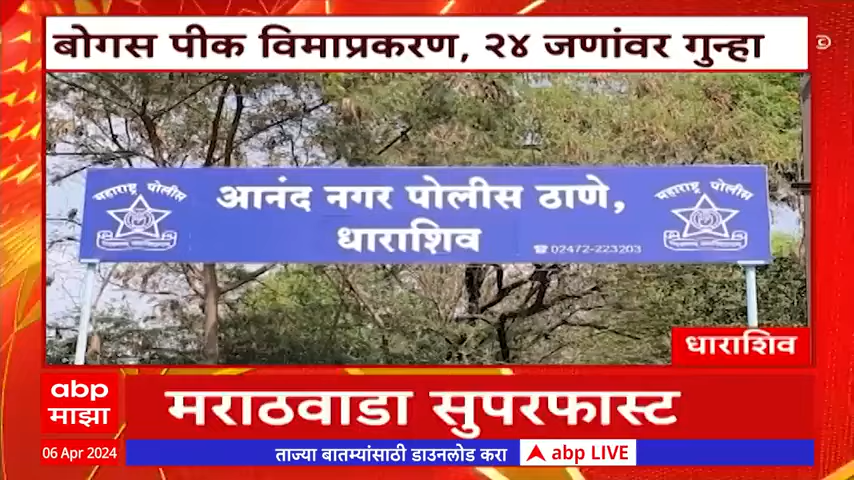 बोगस पीक विमाप्रकरण, २४ जणांवर गुन्हा
महाराष्ट्र पोलीस
आनंद नगर पोलीस ठाणे,
महाराष्ट्र पोलीस
धाराशिव
☎02472-223203
धाराशिव
abp
माझा
मराठवाडा सुपरफास्ट
06 Apr 2024
ताज्या बातम्यांसाठी डाउनलोड करा
abp LIVE